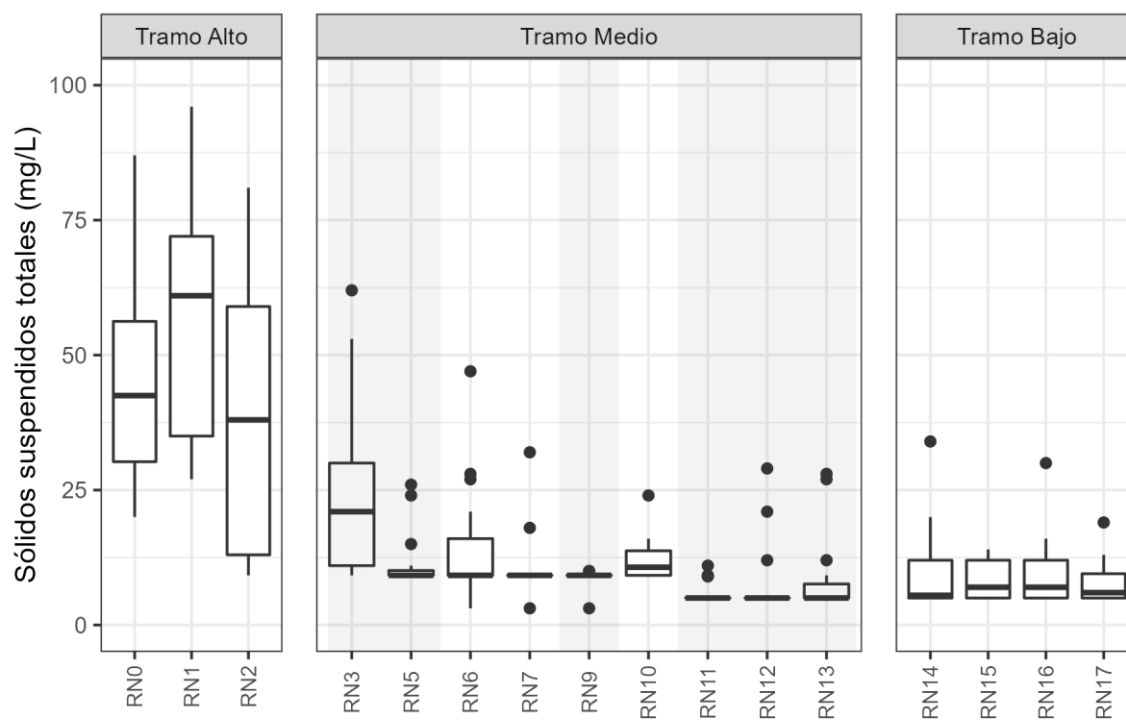 Tramo Alto
Tramo Medio
Tramo Bajo
Sólidos suspendidos totales (mg/L)
100
75
50
25
0
RN0
RN1
RN2
RN3
RN5
RN6
RN7
RN9
RN10
RN11
RN12
RN13
RN14
RN15
RN16
RN17